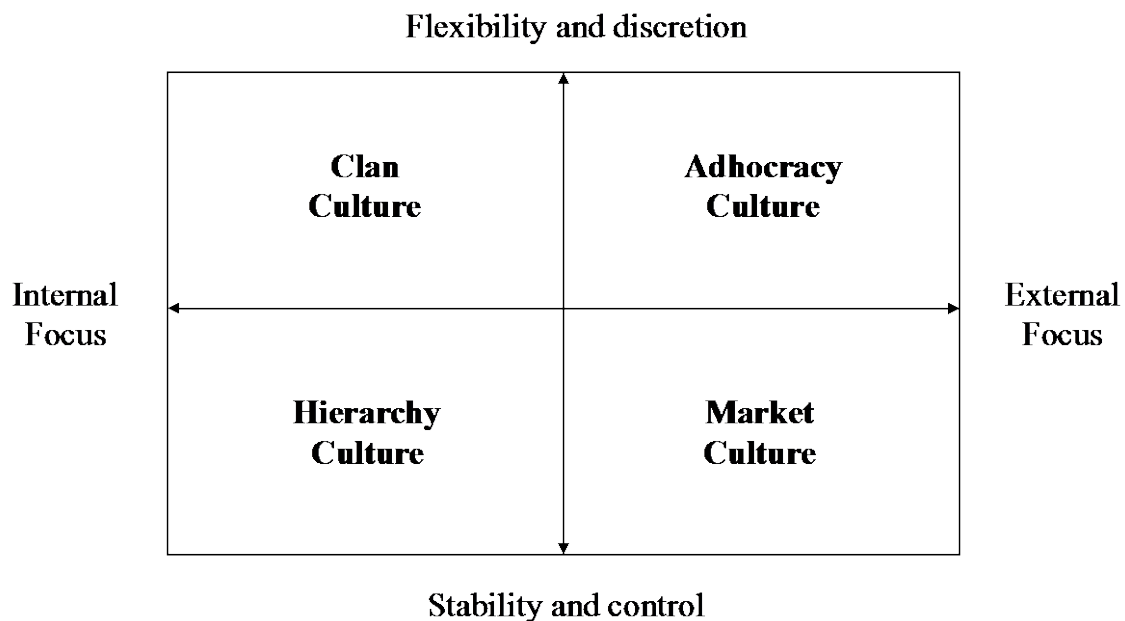 Flexibility and discretion
Clan
Culture
Adhocracy
Culture
Internal
Focus
External
Focus
Hierarchy
Culture
Market
Culture
Stability and control